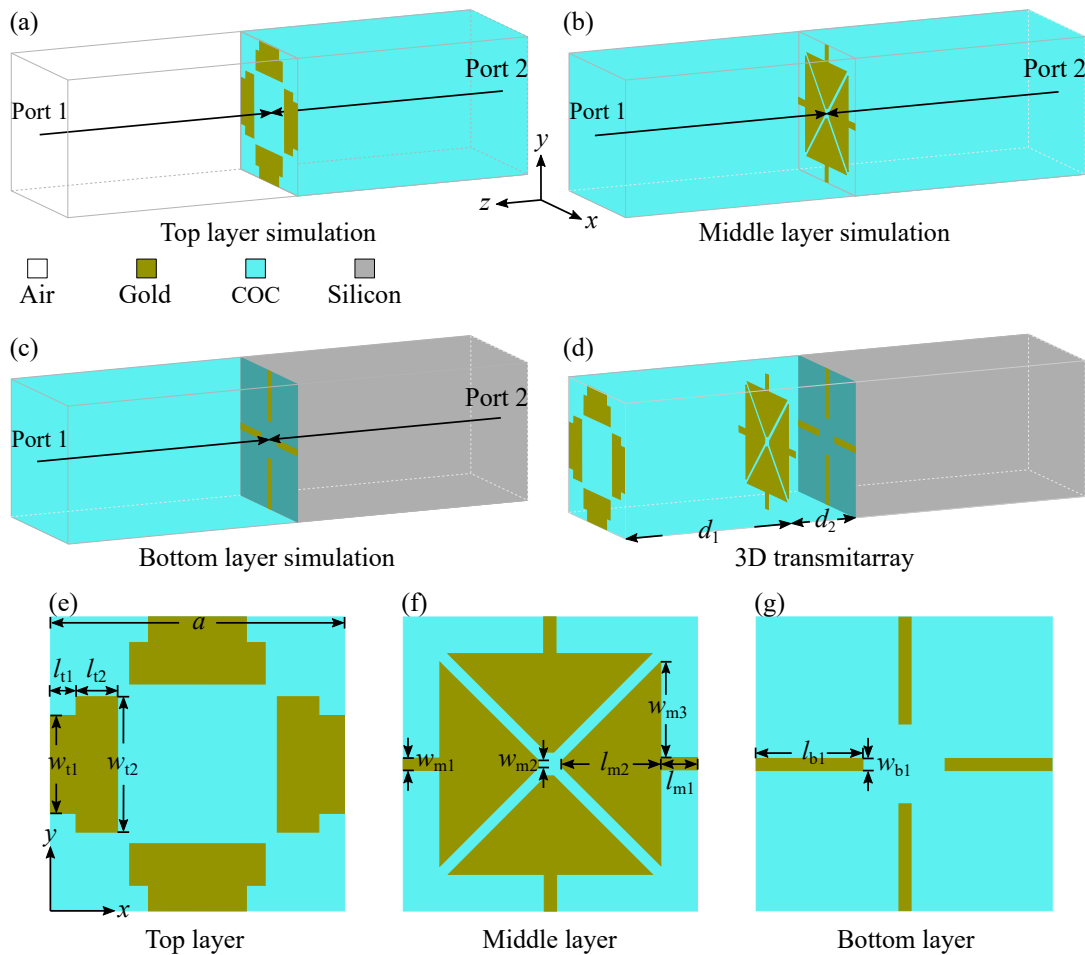 (a)
Port 1
Port 2
Top layer simulation
(b)
Port 1
Port 2
Middle layer simulation
y
z
x
Air
Gold
COC
Silicon
(c)
Port 1
Port 2
Bottom layer simulation
(d)
d1
d2
3D transmitarray
(e)
a
lt1
lt2
wt1
wt2
y
x
Top layer
(f)
wm1
wm2
wm3
lm2
lm1
Middle layer
(g)
lb1
wb1
Bottom layer